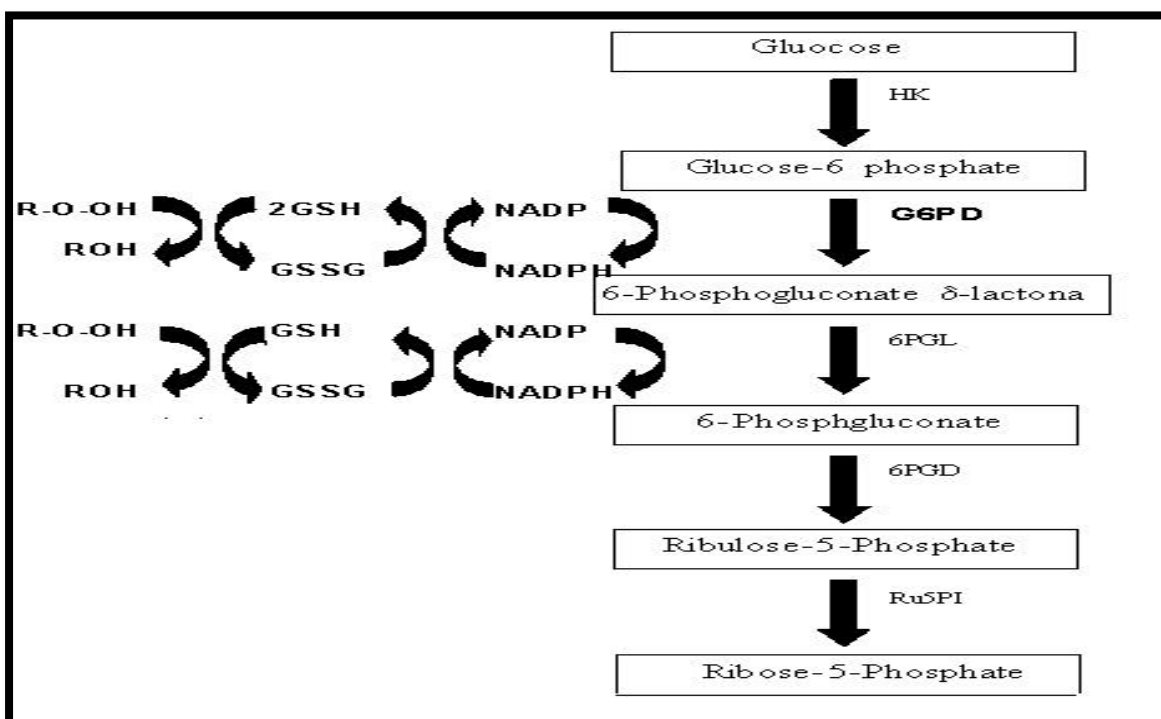 Gluocose
HK
Glucose-6 phosphate
R-O-OH 2GSH NADP G6PD
ROH GSSG NADPH
6-Phosphogluconate δ-lactona
R-O-OH GSH NADP 6PGL
ROH GSSG NADPH
6-Phosphgluconate
6PGD
Ribulose-5-Phosphate
Ru5PI
Ribose-5-Phosphate